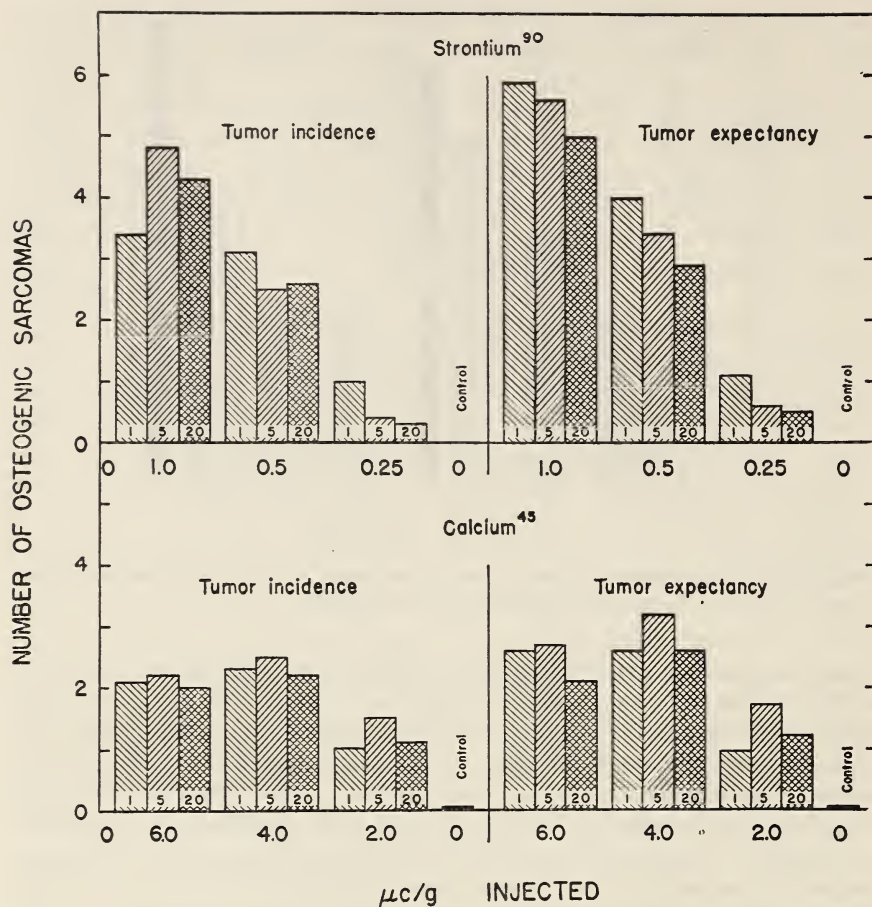 Strontium⁹⁰
6
Tumor incidence Tumor expectancy
4
2
Control Control
1 5 20 1 5 20 1 5 20 1 5 20 1 5 20 1 5 20
0
0 1.0 0.5 0.25 0 1.0 0.5 0.25 0
Calcium⁴⁵
4
Tumor incidence Tumor expectancy
2
Control Control
1 5 20 1 5 20 1 5 20 1 5 20 1 5 20 1 5 20
0
0 6.0 4.0 2.0 0 6.0 4.0 2.0 0
NUMBER OF OSTEOGENIC SARCOMAS
μc/g INJECTED